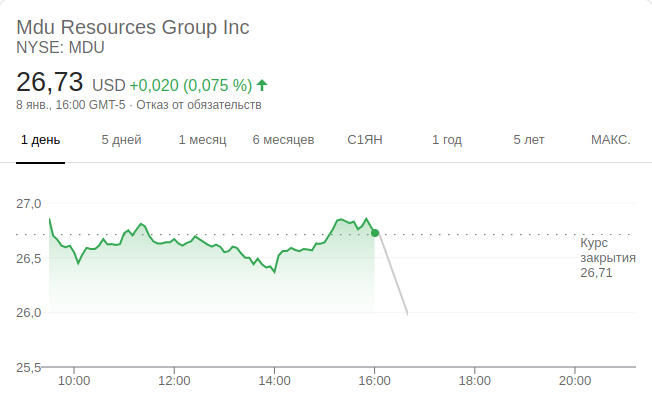 Mdu Resources Group Inc
NYSE: MDU
26,73 USD +0,020 (0,075 %)
8 янв., 16:00 GMT-5 · Отказ от обязательств
1 день 5 дней 1 месяц 6 месяцев С1ЯН 1 год 5 лет МАКС.
27,0
Курс
закрытия
26,5
26,71
26,0
25,5
10:00 12:00 14:00 16:00 18:00 20:00